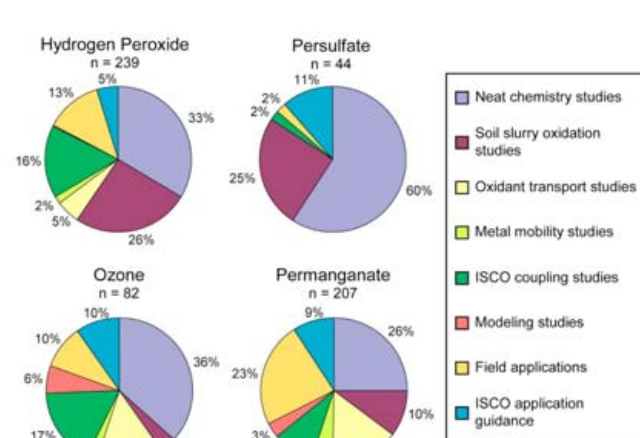 Hydrogen Peroxide
n = 239
5%
13%
33%
16%
2%
5%
26%
Persulfate
n = 44
11%
2%
2%
25%
60%
Ozone
n = 82
10%
10%
36%
6%
17%
Permanganate
n = 207
9%
26%
23%
10%
3%
Neat chemistry studies
Soil slurry oxidation
studies
Oxidant transport studies
Metal mobility studies
ISCO coupling studies
Modeling studies
Field applications
ISCO application
guidance